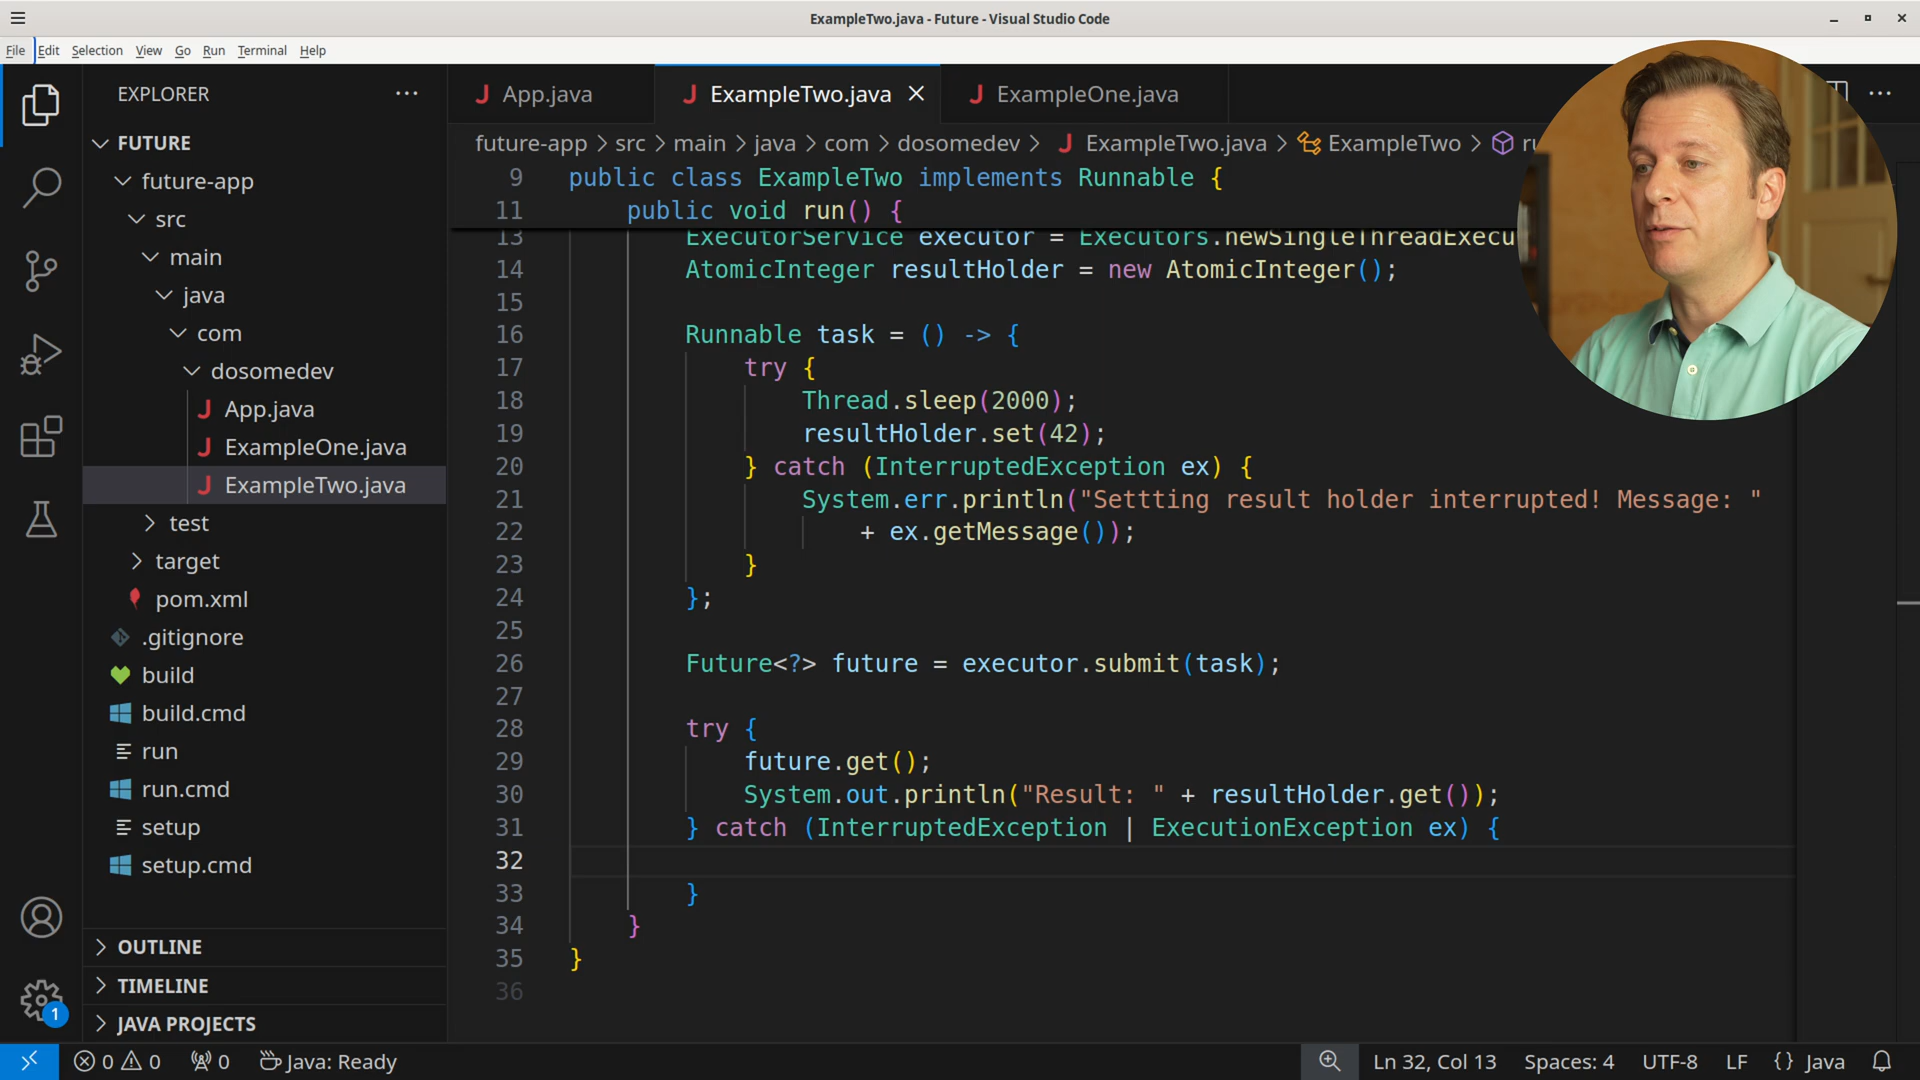 ExampleTwo.java - Future - Visual Studio Code
File Edit Selection View Go Run Terminal Help
EXPLORER
FUTURE
future-app
src
main
java
com
dosomedev
App.java
ExampleOne.java
ExampleTwo.java
test
target
pom.xml
.gitignore
build
build.cmd
run
run.cmd
setup
setup.cmd
OUTLINE
TIMELINE
JAVA PROJECTS
App.java ExampleTwo.java ExampleOne.java
future-app > src > main > java > com > dosomedev > ExampleTwo.java > ExampleTwo >
9 public class ExampleTwo implements Runnable {
11 public void run() {
13 ExecutorService executor = Executors.newSingleThreadExecu
14 AtomicInteger resultHolder = new AtomicInteger();
15
16 Runnable task = () -> {
17 try {
18 Thread.sleep(2000);
19 resultHolder.set(42);
20 } catch (InterruptedException ex) {
21 System.err.println("Settting result holder interrupted! Message: "
22 + ex.getMessage());
23 }
24 };
25
26 Future<?> future = executor.submit(task);
27
28 try {
29 future.get();
30 System.out.println("Result: " + resultHolder.get());
31 } catch (InterruptedException | ExecutionException ex) {
32
33 }
34 }
35 }
36
1
0 0 0 Java: Ready Ln 32, Col 13 Spaces: 4 UTF-8 LF {} Java